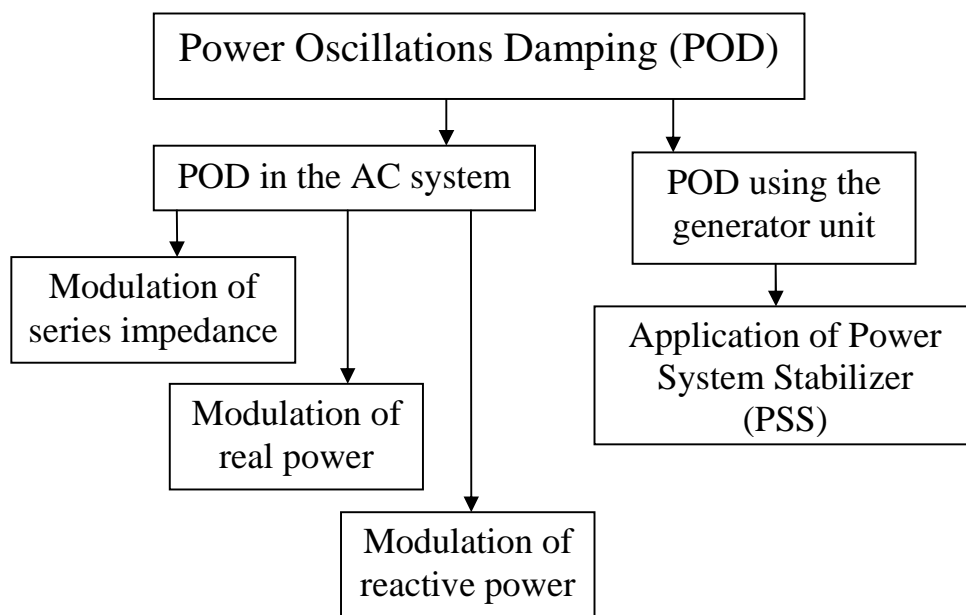 Power Oscillations Damping (POD)
POD in the AC system
POD using the
generator unit
Modulation of
series impedance
Application of Power
System Stabilizer
(PSS)
Modulation of
real power
Modulation of
reactive power